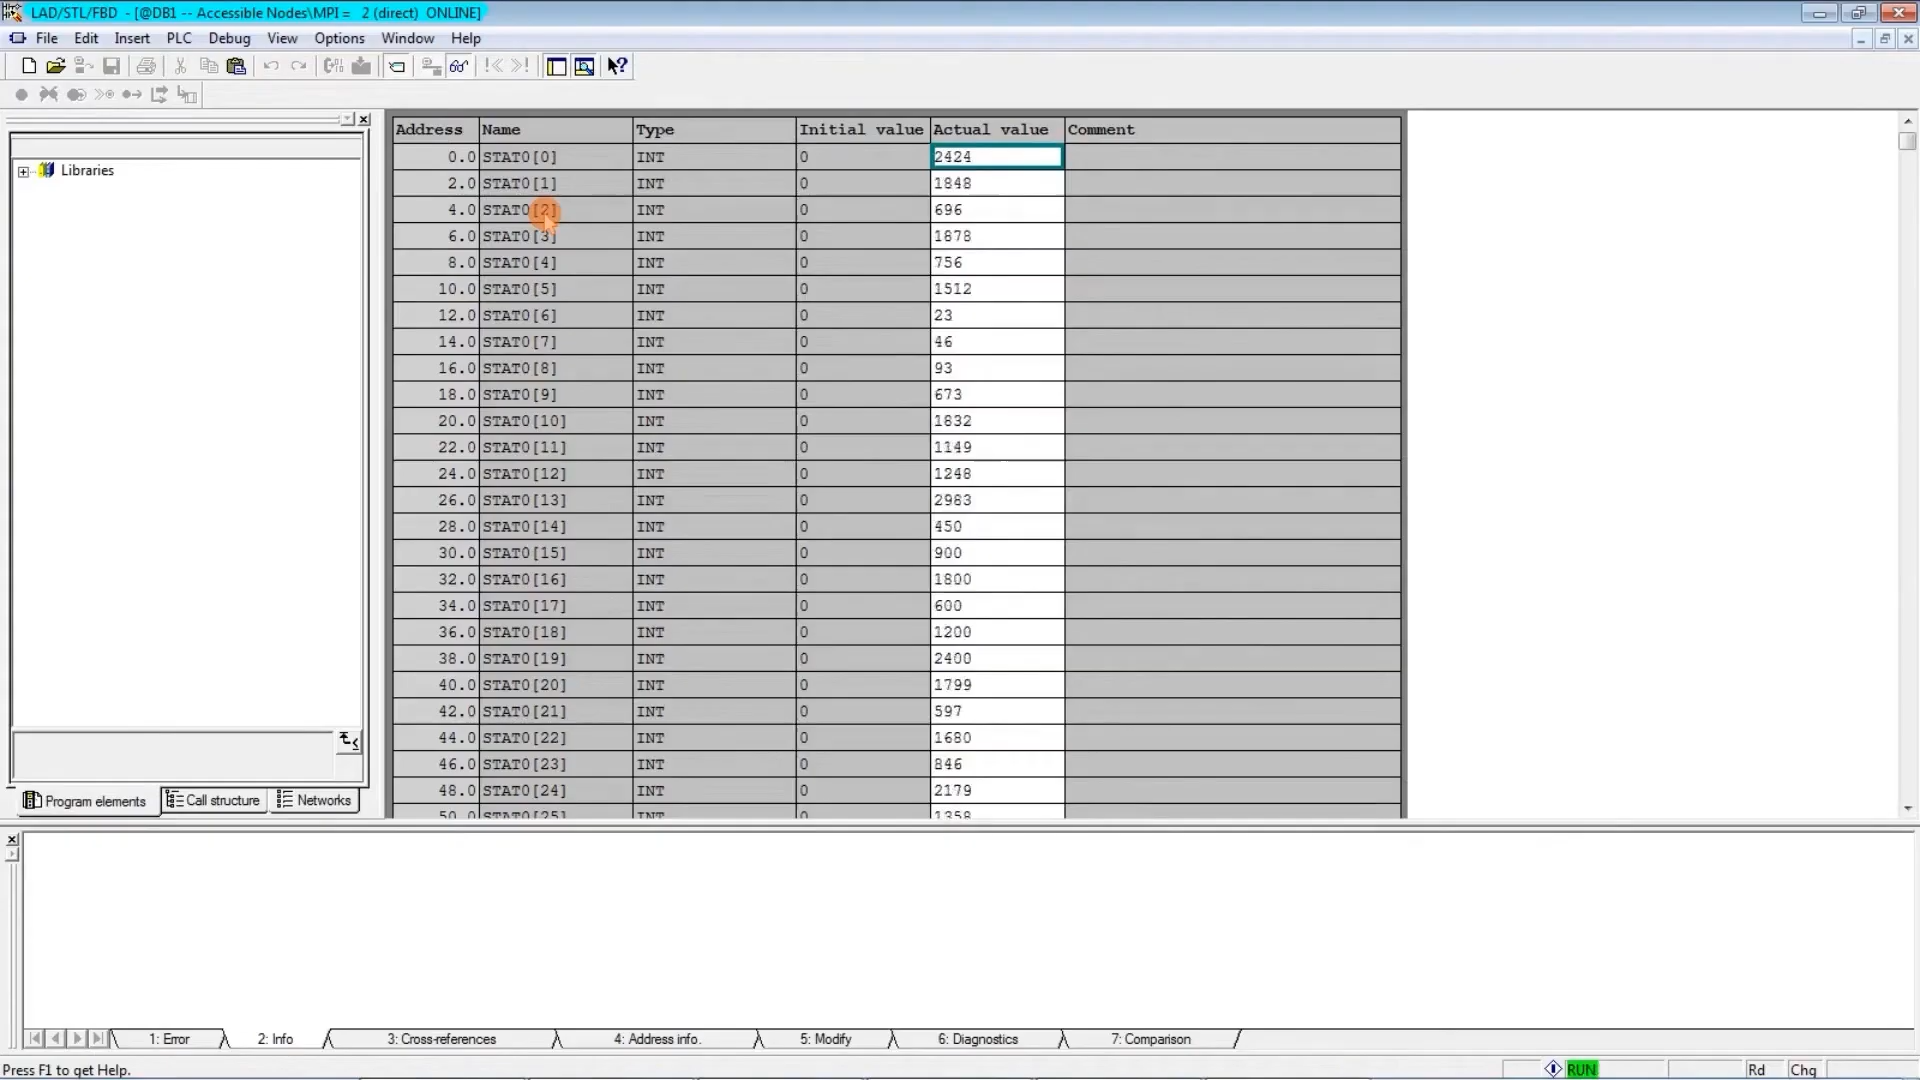 LAD/STL/FBD - [@DB1 -- Accessible Nodes\MPI = 2 (direct) ONLINE]
File Edit Insert PLC Debug View Options Window Help
Libraries
Address Name Type Initial value Actual value Comment
0.0 STAT0[0] INT 0 2424
2.0 STAT0[1] INT 0 1848
4.0 STAT0[2] INT 0 696
6.0 STAT0[3] INT 0 1878
8.0 STAT0[4] INT 0 756
10.0 STAT0[5] INT 0 1512
12.0 STAT0[6] INT 0 23
14.0 STAT0[7] INT 0 46
16.0 STAT0[8] INT 0 93
18.0 STAT0[9] INT 0 673
20.0 STAT0[10] INT 0 1832
22.0 STAT0[11] INT 0 1149
24.0 STAT0[12] INT 0 1248
26.0 STAT0[13] INT 0 2983
28.0 STAT0[14] INT 0 450
30.0 STAT0[15] INT 0 900
32.0 STAT0[16] INT 0 1800
34.0 STAT0[17] INT 0 600
36.0 STAT0[18] INT 0 1200
38.0 STAT0[19] INT 0 2400
40.0 STAT0[20] INT 0 1799
42.0 STAT0[21] INT 0 597
44.0 STAT0[22] INT 0 1680
46.0 STAT0[23] INT 0 846
48.0 STAT0[24] INT 0 2179
50.0 STAT0[25] INT 0 1358
Program elements Call structure Networks
1: Error 2: Info 3: Cross-references 4: Address info. 5: Modify 6: Diagnostics 7: Comparison
Press F1 to get Help. RUN Rd Chg